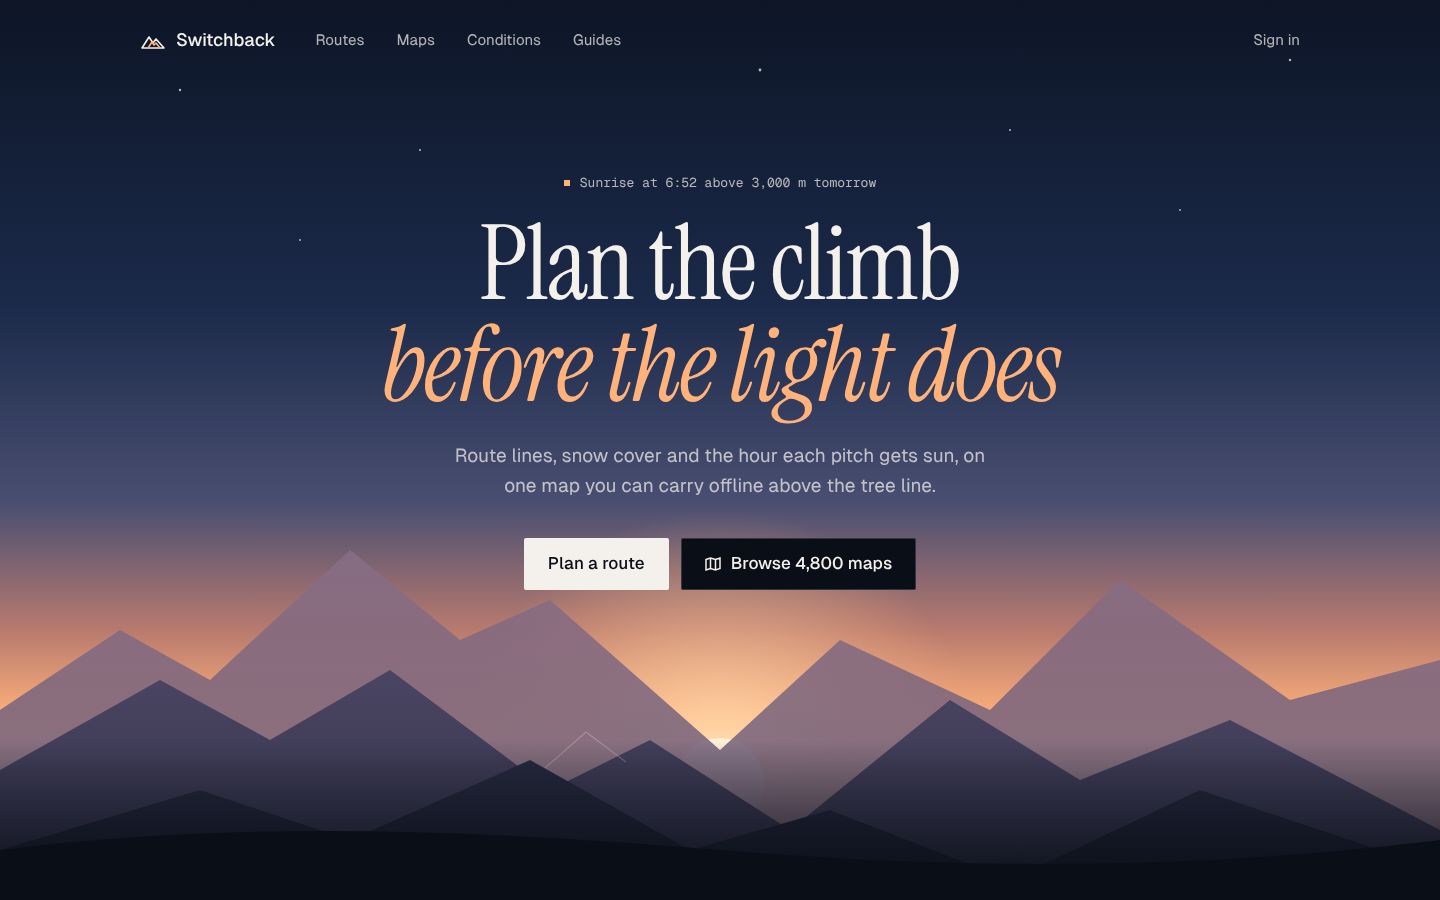 Switchback
Routes
Maps
Conditions
Guides
Sign in
Sunrise at 6:52 above 3,000 m tomorrow
Plan the climb
before the light does
Route lines, snow cover and the hour each pitch gets sun, on
one map you can carry offline above the tree line.
Plan a route
Browse 4,800 maps